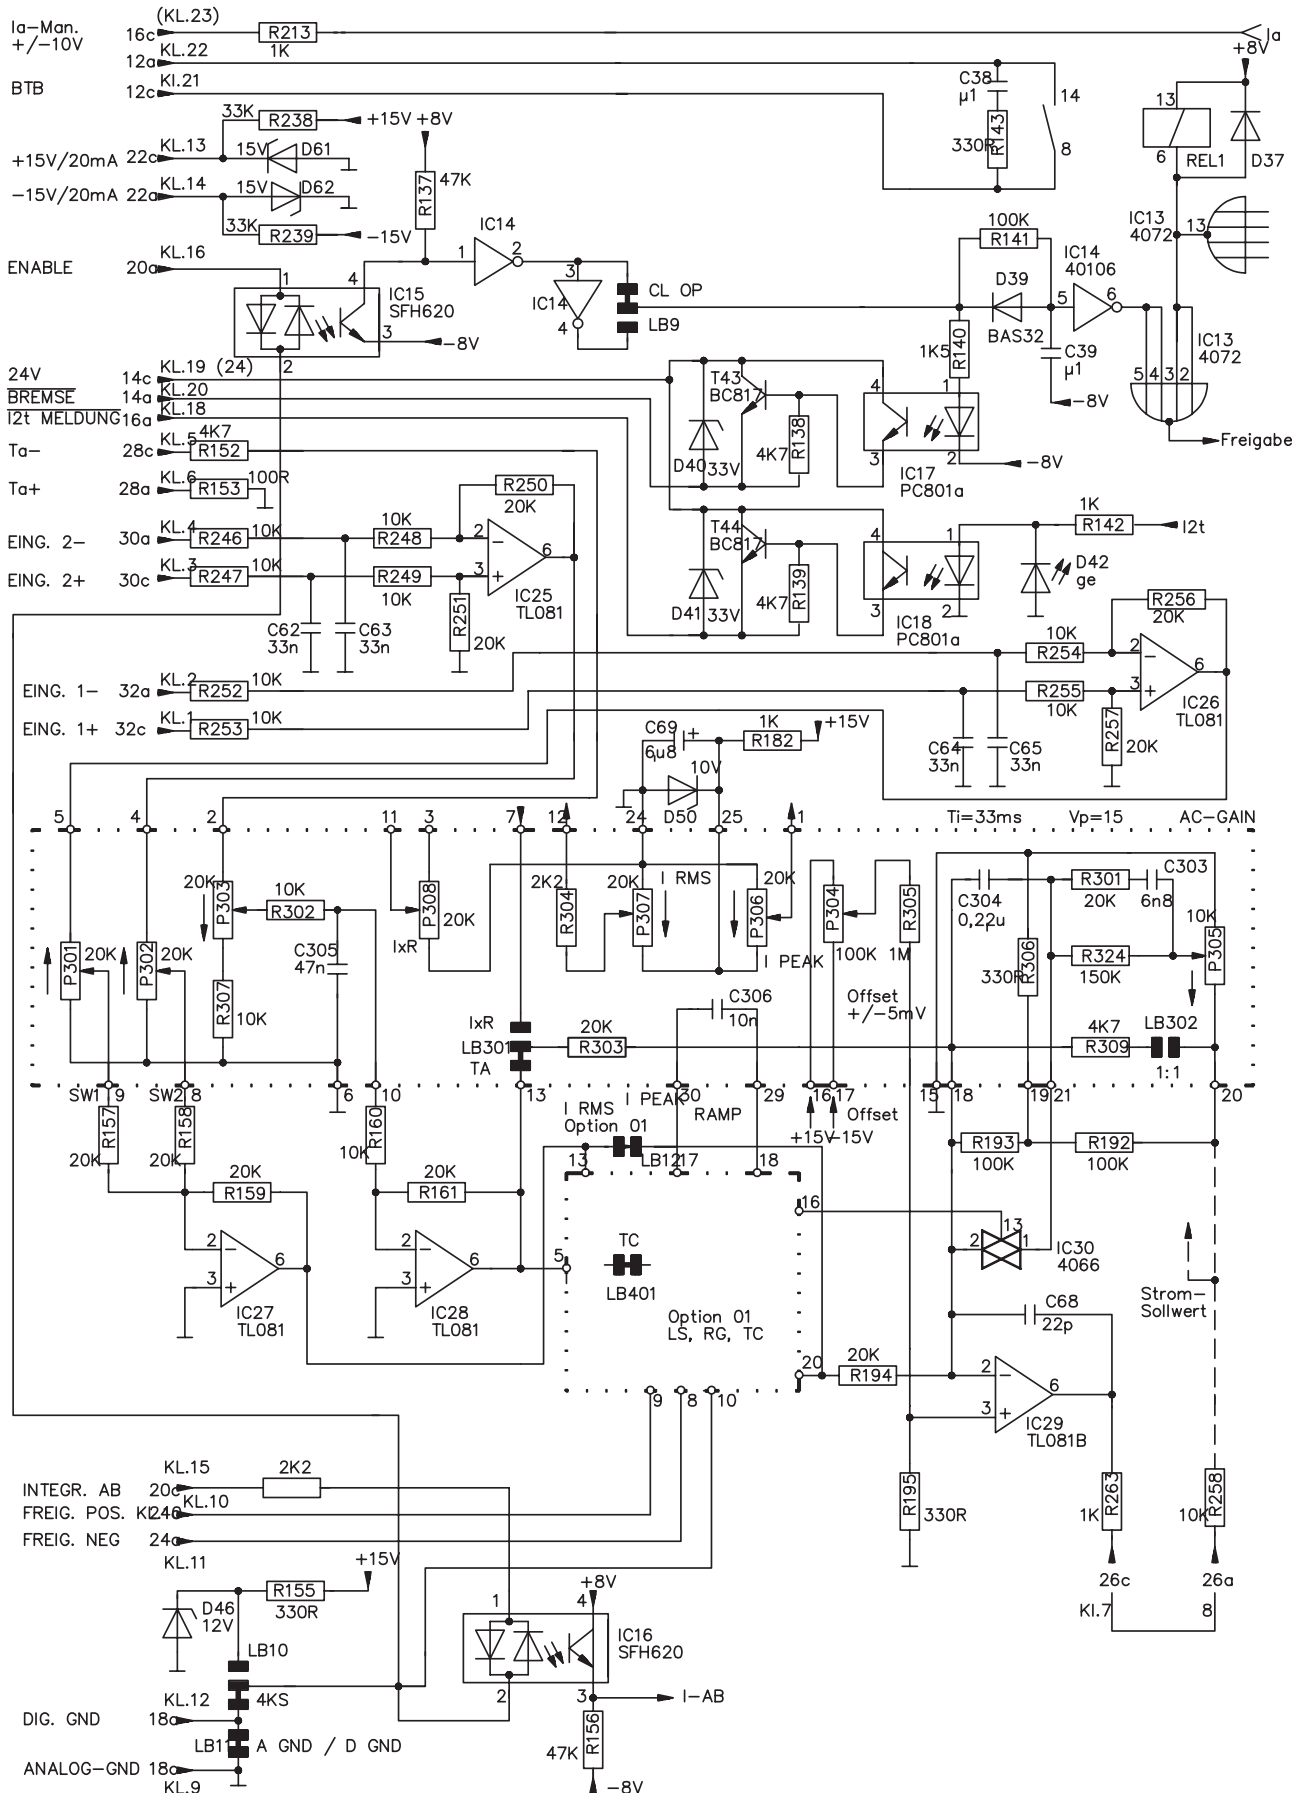 Ia-Man. 16c (KL.23) R213 Ia
+/-10V 1K +8V
12a KL.22
BTB 12c Kl.21 C38 µ1 14 13
33K R238 +15V +8V 330R R143
+15V/20mA 22c KL.13 15V D61 8 6 REL1 D37
-15V/20mA 22a KL.14 15V D62 R137 47K
33K R239 -15V IC14 100K R141 IC13 4072 13
ENABLE 20a KL.16 1 4 1 2 IC14 40106
IC15 SFH620 3 IC14 4 CL OP D39 5 6
LB9 BAS32 IC13 4072
3 -8V R140 1K5 C39 µ1
2
24V 14c KL.19 (24) T43 BC817 4 1 5 4 3 2
BREMSE 14a KL.20 -8V
I2t MELDUNG 16a KL.18 R138 4K7
Ta- 28c KL.5 4K7 R152 D40 33V 3 2 -8V Freigabe
IC17 PC801a
Ta+ 28a KL.6 R153 100R R250 20K
1K R142 I2t
EING. 2- 30a KL.4 R246 10K 10K R248 2 6 T44 BC817 4 1
EING. 2+ 30c KL.3 R247 10K R249 10K 3 D42 ge
IC25 TL081 R139 4K7 R256 20K
C62 33n C63 33n R251 20K D41 33V 3 2
IC18 PC801a 10K R254 2 6
EING. 1- 32a KL.2 R252 10K R255 10K 3 IC26 TL081
EING. 1+ 32c KL.1 R253 10K C69 6u8 1K R182 +15V
C64 33n C65 33n R257 20K
10V D50
5 4 2 11 3 7 12 24 25 1 Ti=33ms Vp=15 AC-GAIN
20K P303 10K R302 P308 20K 2K2 R304 20K P307 I RMS 20K P306 P304 100K R305 1M
C304 0,22u R301 20K C303 6n8
P301 20K P302 20K C305 47n IxR I PEAK 330R R306 R324 150K 10K P305
R307 10K C306 10n Offset +/-5mV
IxR LB301 TA 20K R303 4K7 R309 LB302 1:1
SW1 9 SW2 8 6 10 13 30 29 16 17 15 18 19 21 20
I RMS I PEAK RAMP Offset
Option 01 +15V -15V
R157 20K R158 20K R160 10K LB12 R193 100K R192 100K
13 17 18
20K R159 20K R161 16 13
2 6 2 6 TC 2 1 IC30 4066
3 3 5 LB401
IC27 TL081 IC28 TL081 C68 22p Strom-
Sollwert
Option 01
LS, RG, TC
20 20K R194 2 6
3 IC29 TL081B
9 8 10
KL.15
INTEGR. AB 20c 2K2
FREIG. POS. KL.10 R195 330R R263 1K R258 10K
FREIG. NEG
KL.11 +15V 26c 26a
R155 330R +8V Kl.7 8
D46 12V 1 4
LB10 IC16 SFH620
KL.12 4KS 2 3 I-AB
DIG. GND
LB11 A GND / D GND R156 47K
ANALOG-GND
KL.9 -8V